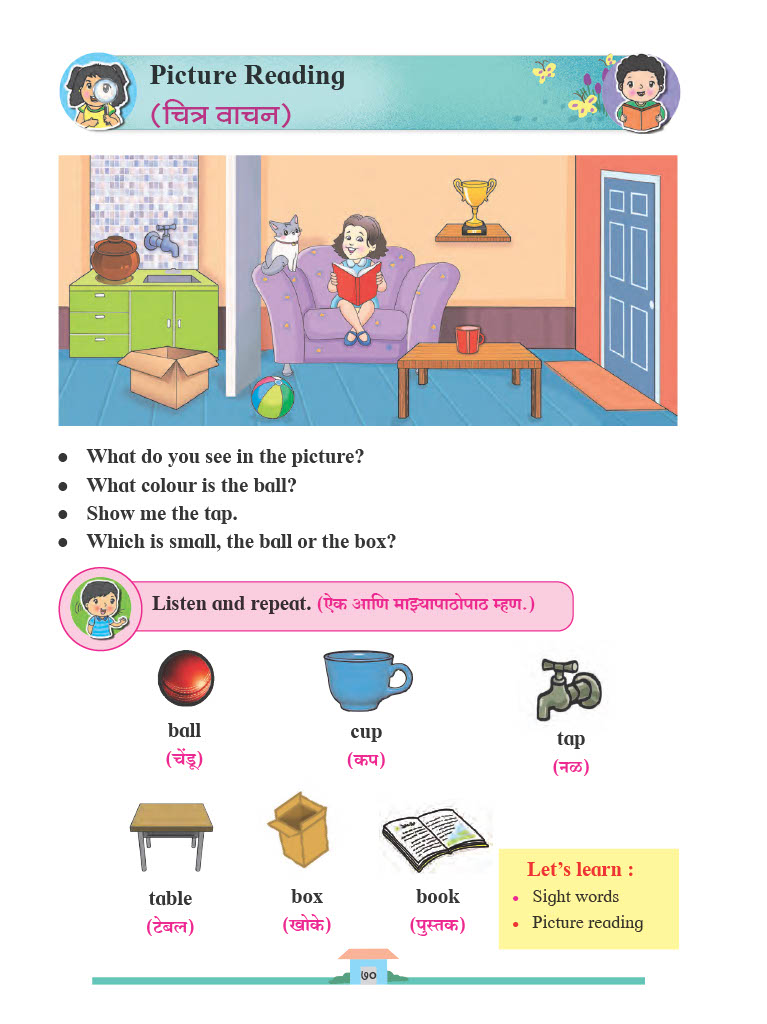 Picture Reading
(चित्र वाचन)
● What do you see in the picture?
● What colour is the ball?
● Show me the tap.
● Which is small, the ball or the box?
Listen and repeat. (ऐक आणि माझ्यापाठोपाठ म्हण.)
ball
(चेंडू)
cup
(कप)
tap
(नळ)
table
(टेबल)
box
(खोके)
book
(पुस्तक)
Let’s learn :
• Sight words
• Picture reading
७०